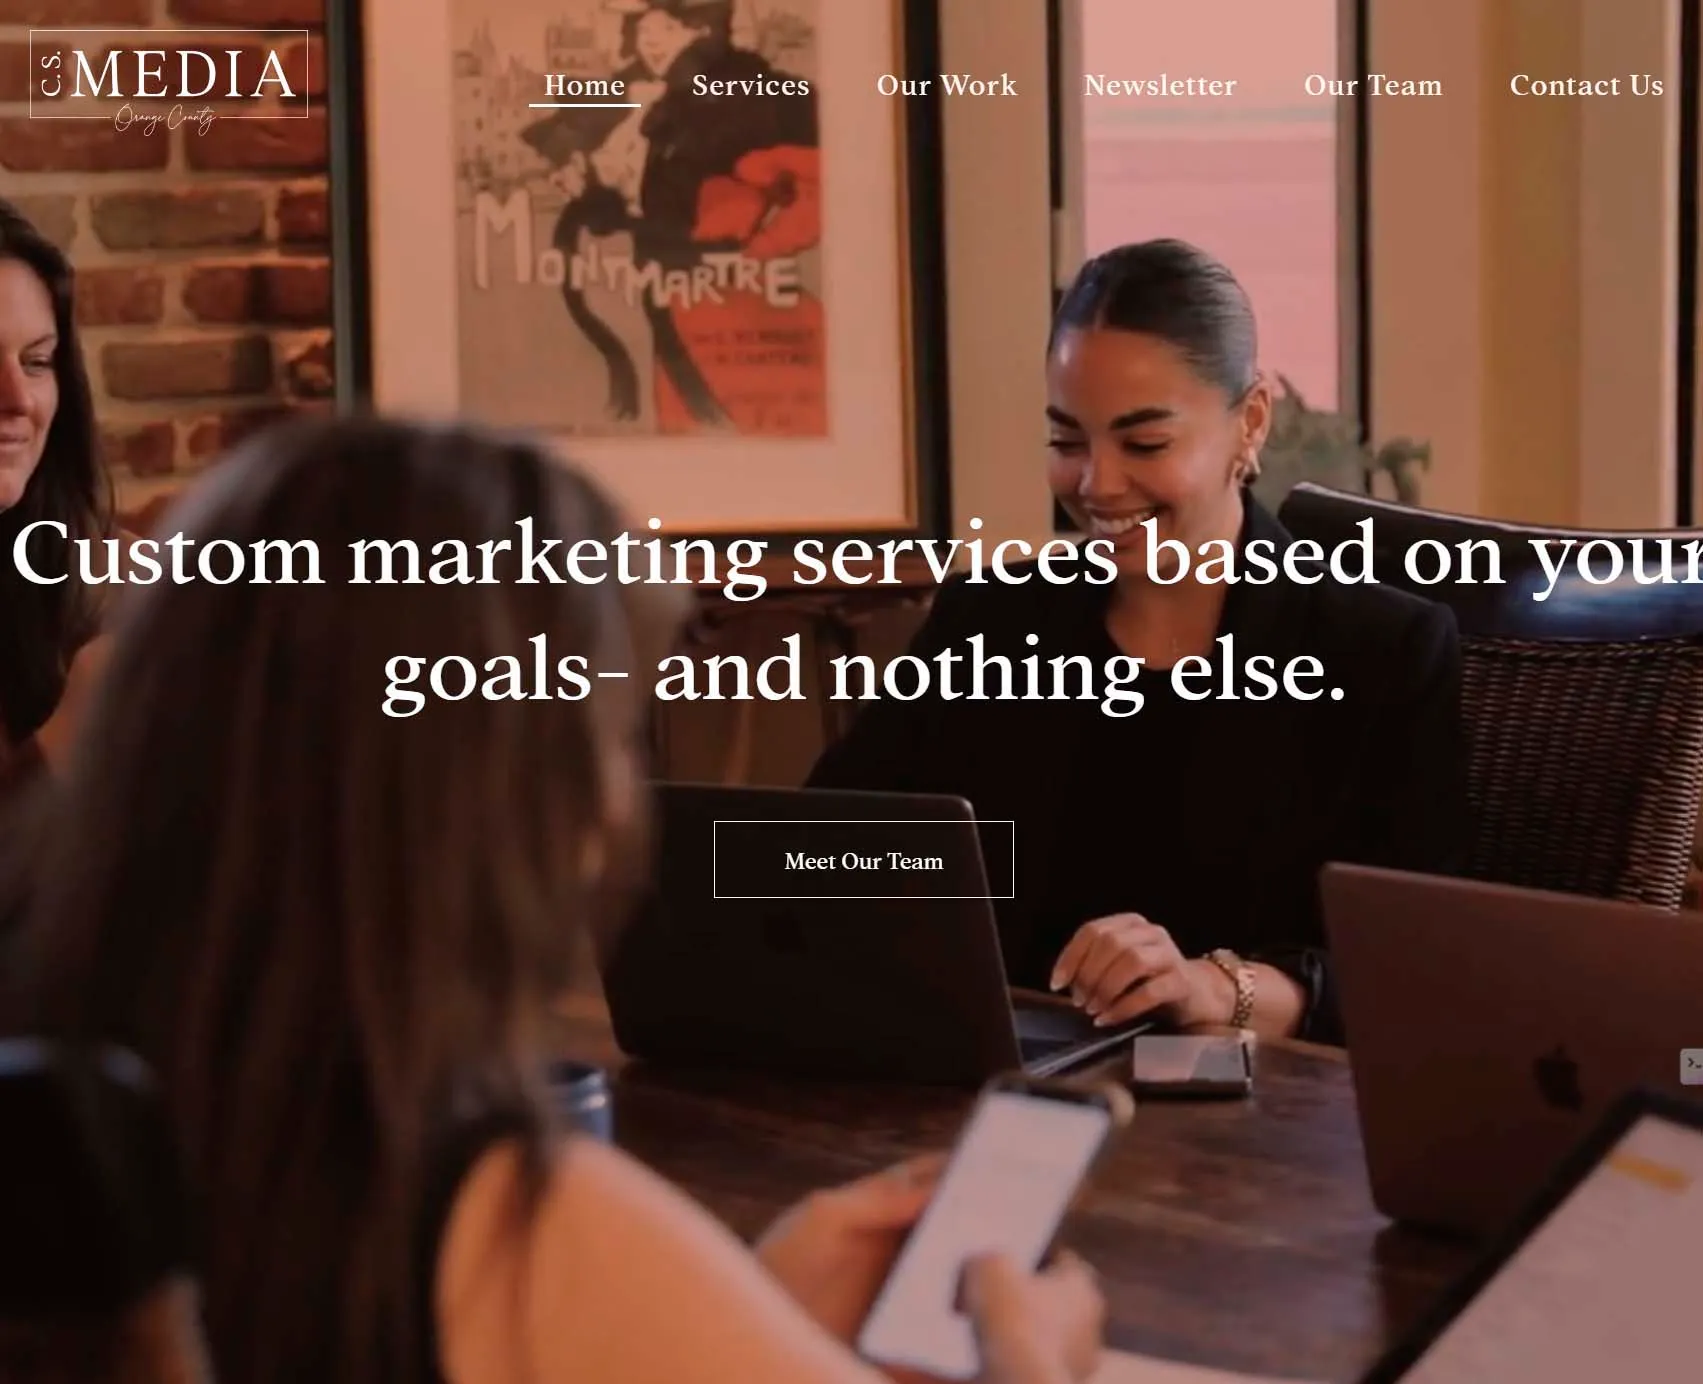 C.S. MEDIA
Orange County
Home Services Our Work Newsletter Our Team Contact Us
MONTMARTRE
Custom marketing services based on your
goals- and nothing else.
Meet Our Team